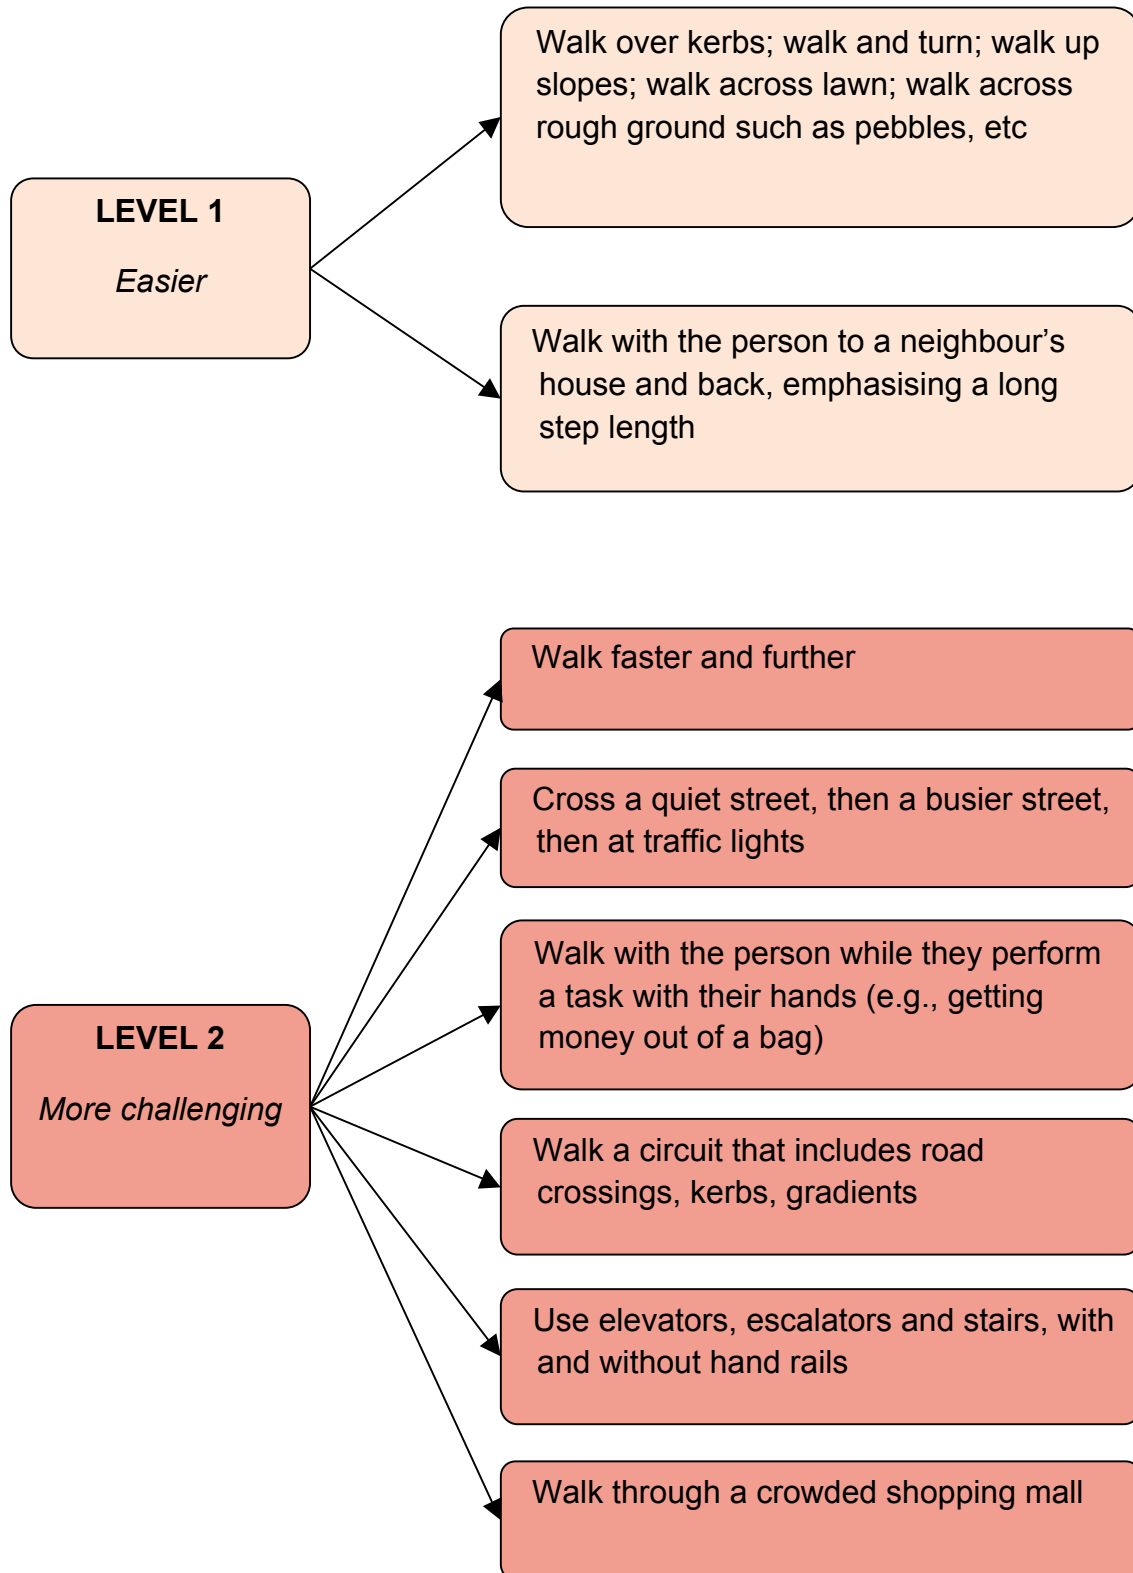 LEVEL 1
Easier
Walk over kerbs; walk and turn; walk up
slopes; walk across lawn; walk across
rough ground such as pebbles, etc
Walk with the person to a neighbour’s
house and back, emphasising a long
step length
LEVEL 2
More challenging
Walk faster and further
Cross a quiet street, then a busier street,
then at traffic lights
Walk with the person while they perform
a task with their hands (e.g., getting
money out of a bag)
Walk a circuit that includes road
crossings, kerbs, gradients
Use elevators, escalators and stairs, with
and without hand rails
Walk through a crowded shopping mall